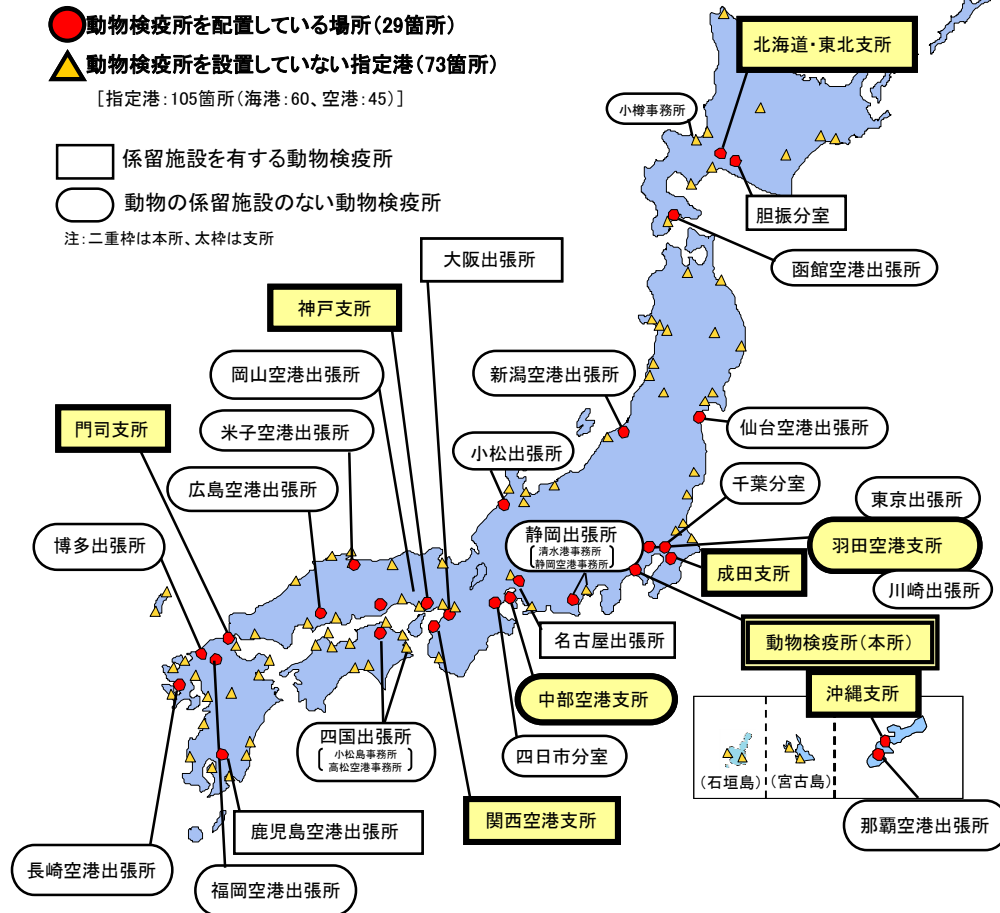 動物検疫所を配置している場所(29箇所)
動物検疫所を設置していない指定港(73箇所)
[指定港:105箇所(海港:60、空港:45)]
係留施設を有する動物検疫所
動物の係留施設のない動物検疫所
注:二重枠は本所、太枠は支所
北海道・東北支所
小樽事務所
胆振分室
函館空港出張所
大阪出張所
神戸支所
岡山空港出張所
新潟空港出張所
門司支所
米子空港出張所
仙台空港出張所
小松出張所
広島空港出張所
千葉分室
東京出張所
博多出張所
静岡出張所
清水港事務所
静岡空港事務所
羽田空港支所
成田支所
川崎出張所
名古屋出張所
動物検疫所(本所)
中部空港支所
沖縄支所
四国出張所
小松島事務所
高松空港事務所
四日市分室
(石垣島)
(宮古島)
関西空港支所
鹿児島空港出張所
那覇空港出張所
長崎空港出張所
福岡空港出張所